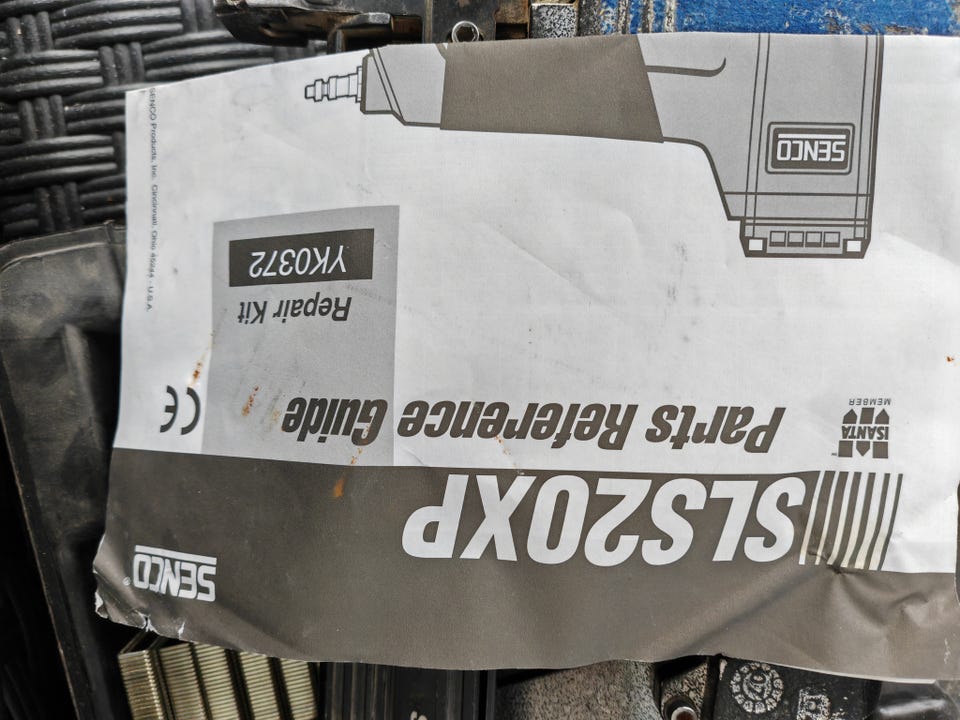 SENCO®
SLS20XP
ISANTA
MEMBER
Parts Reference Guide
CE
Repair Kit
YK0372
SENCO
SENCO Products, Inc. Cincinnati, Ohio 45244 - U.S.A.